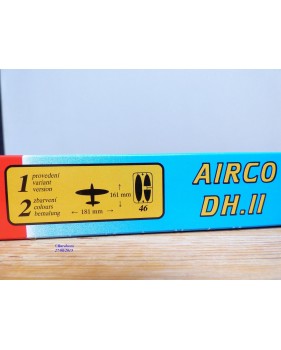 1 provedení
variant
version
2 zbarvení
colours
bemalung
161 mm
181 mm
46
AIRCO
DH.II